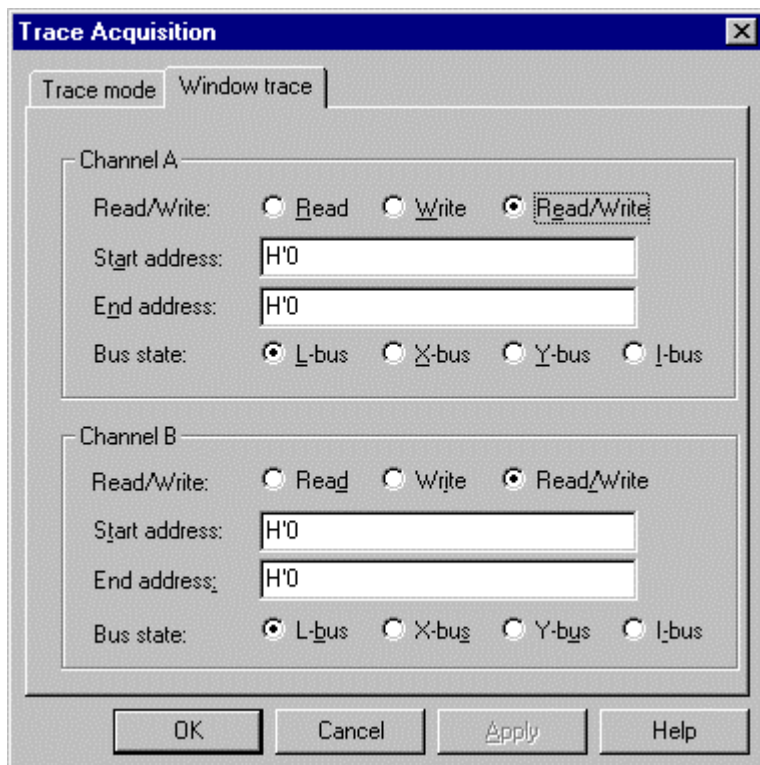 Trace Acquisition
Trace mode Window trace
Channel A
Read/Write: Read Write Read/Write
Start address: H'0
End address: H'0
Bus state: L-bus X-bus Y-bus I-bus
Channel B
Read/Write: Read Write Read/Write
Start address: H'0
End address: H'0
Bus state: L-bus X-bus Y-bus I-bus
OK Cancel Apply Help